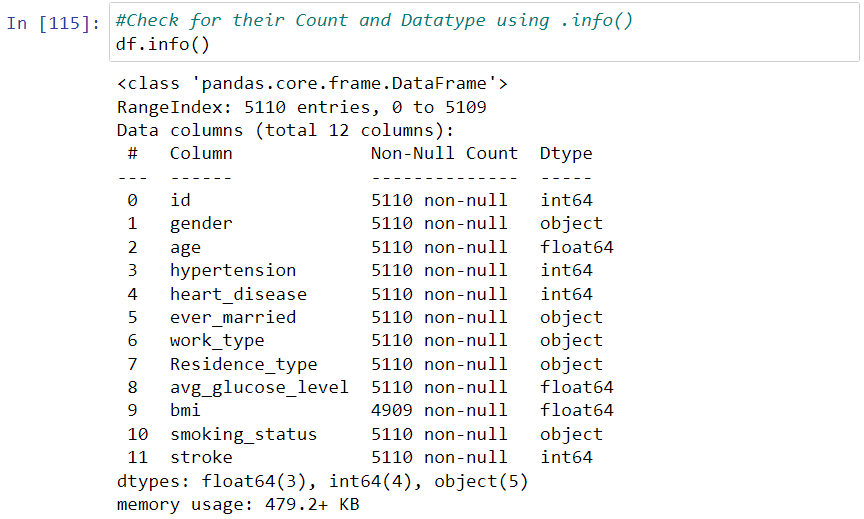 In [115]: #Check for their Count and Datatype using .info()
df.info()
<class 'pandas.core.frame.DataFrame'>
RangeIndex: 5110 entries, 0 to 5109
Data columns (total 12 columns):
 #   Column             Non-Null Count  Dtype
---  ------             --------------  -----
 0   id                 5110 non-null   int64
 1   gender             5110 non-null   object
 2   age                5110 non-null   float64
 3   hypertension       5110 non-null   int64
 4   heart_disease      5110 non-null   int64
 5   ever_married       5110 non-null   object
 6   work_type          5110 non-null   object
 7   Residence_type     5110 non-null   object
 8   avg_glucose_level  5110 non-null   float64
 9   bmi                4909 non-null   float64
 10  smoking_status     5110 non-null   object
 11  stroke             5110 non-null   int64
dtypes: float64(3), int64(4), object(5)
memory usage: 479.2+ KB